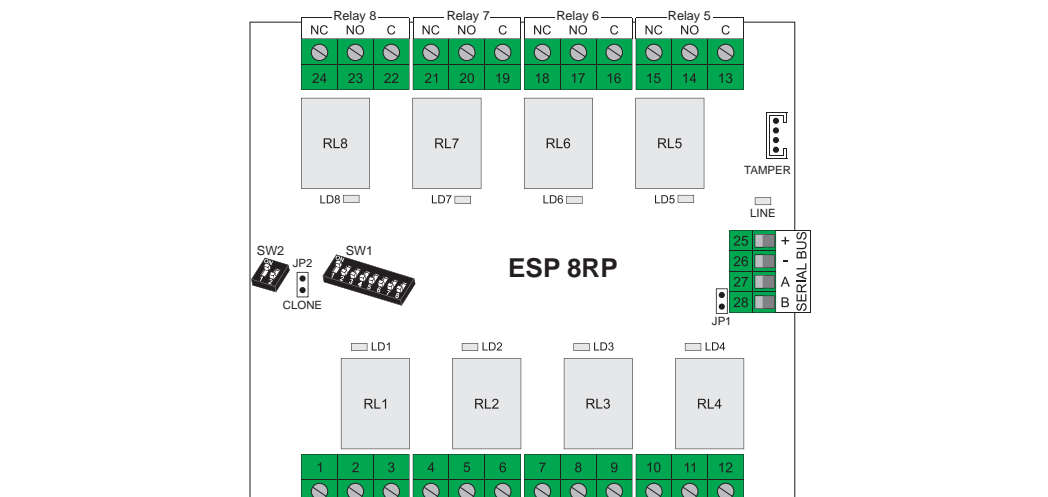 Relay 8 Relay 7 Relay 6 Relay 5
NC NO C NC NO C NC NO C NC NO C
24 23 22 21 20 19 18 17 16 15 14 13
RL8 RL7 RL6 RL5
TAMPER
LD8 LD7 LD6 LD5
LINE
SW2 JP2 SW1
CLONE
ESP 8RP
25 +
26 -
27 A
28 B
SERIAL BUS
JP1
LD1 LD2 LD3 LD4
RL1 RL2 RL3 RL4
1 2 3 4 5 6 7 8 9 10 11 12